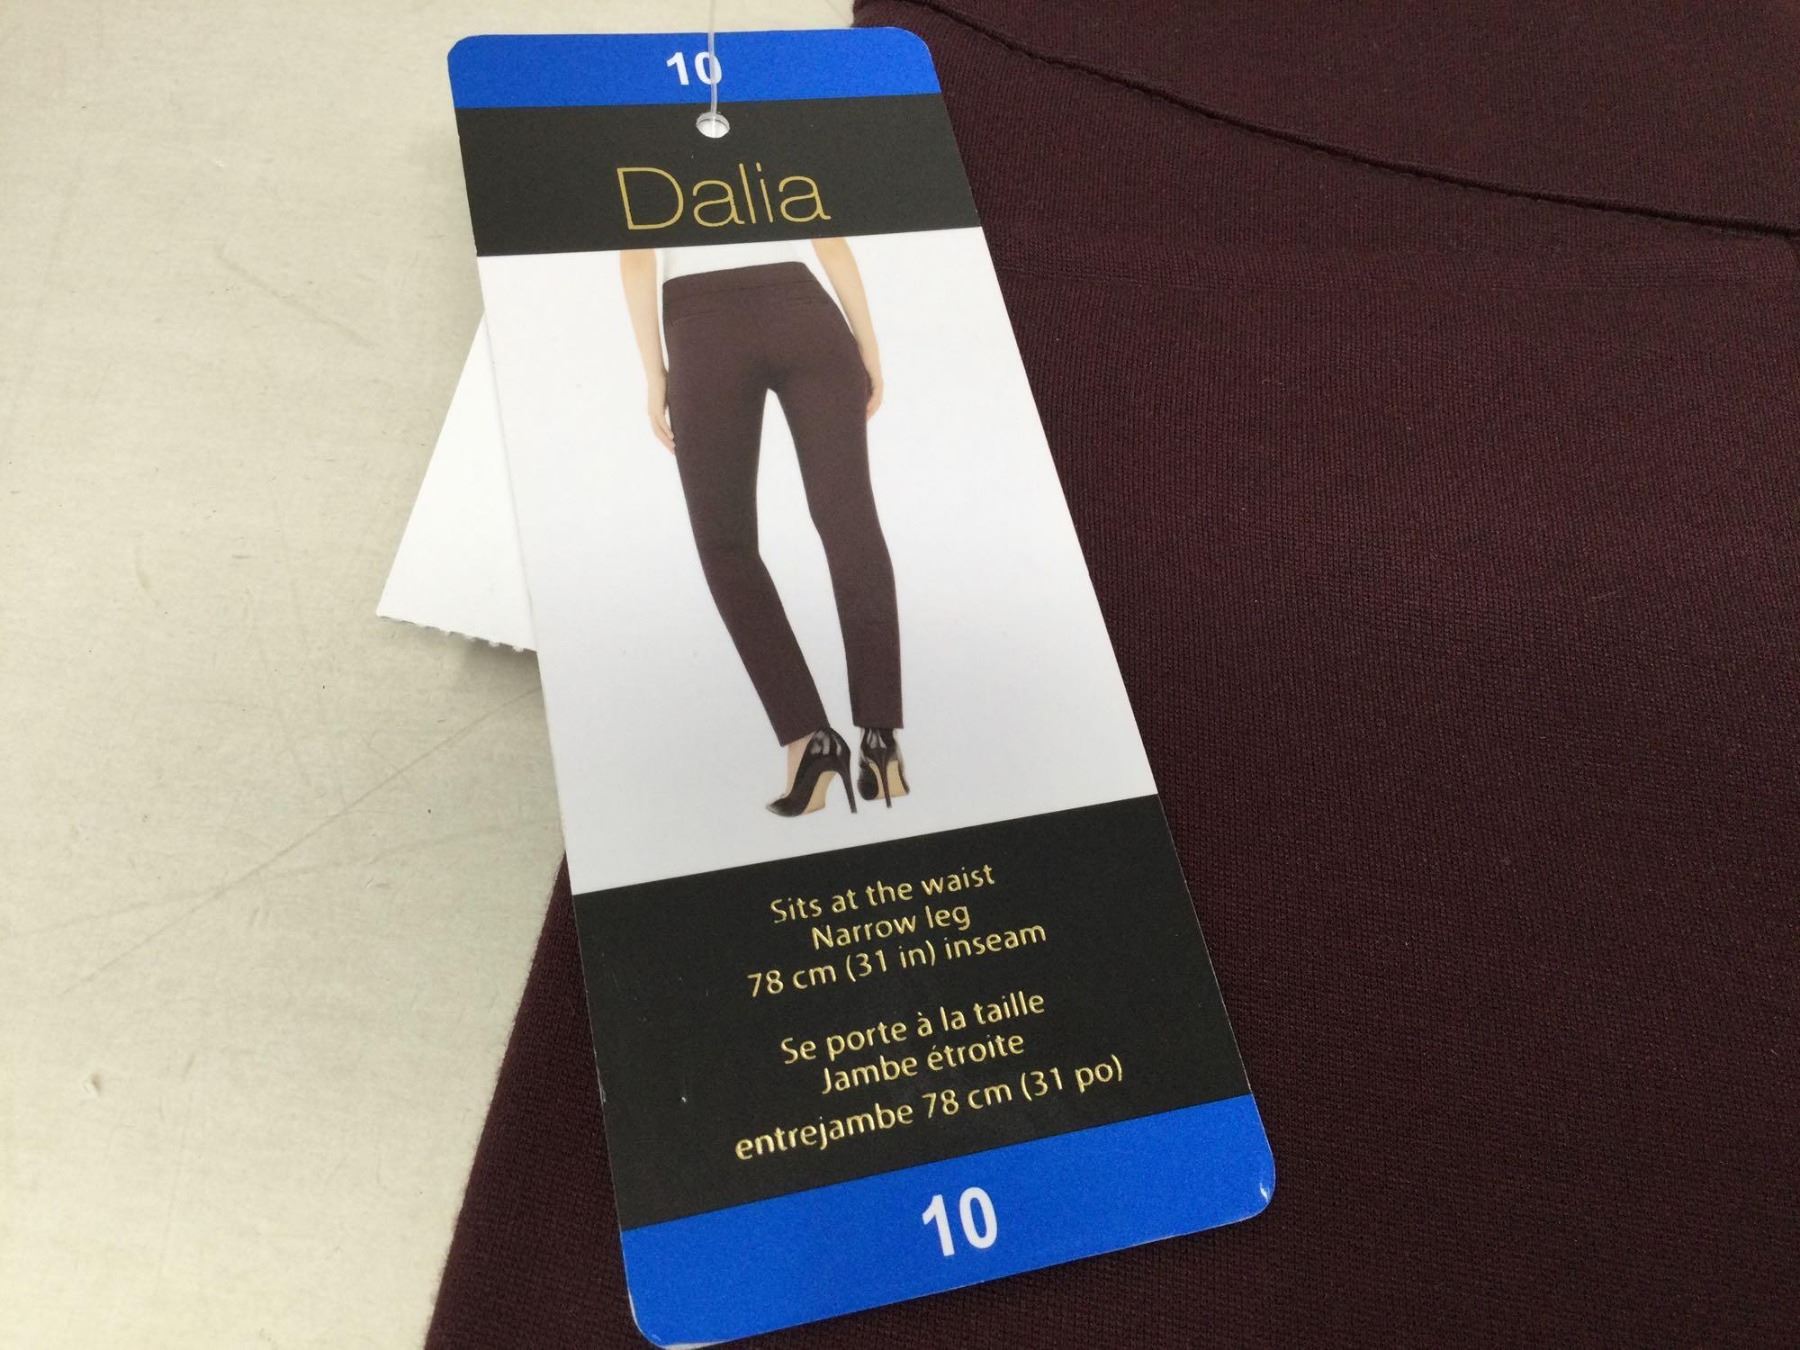 10
Dalia
Sits at the waist
Narrow leg
78 cm (31 in) inseam
Se porte à la taille
Jambe étroite
entrejambe 78 cm (31 po)
10